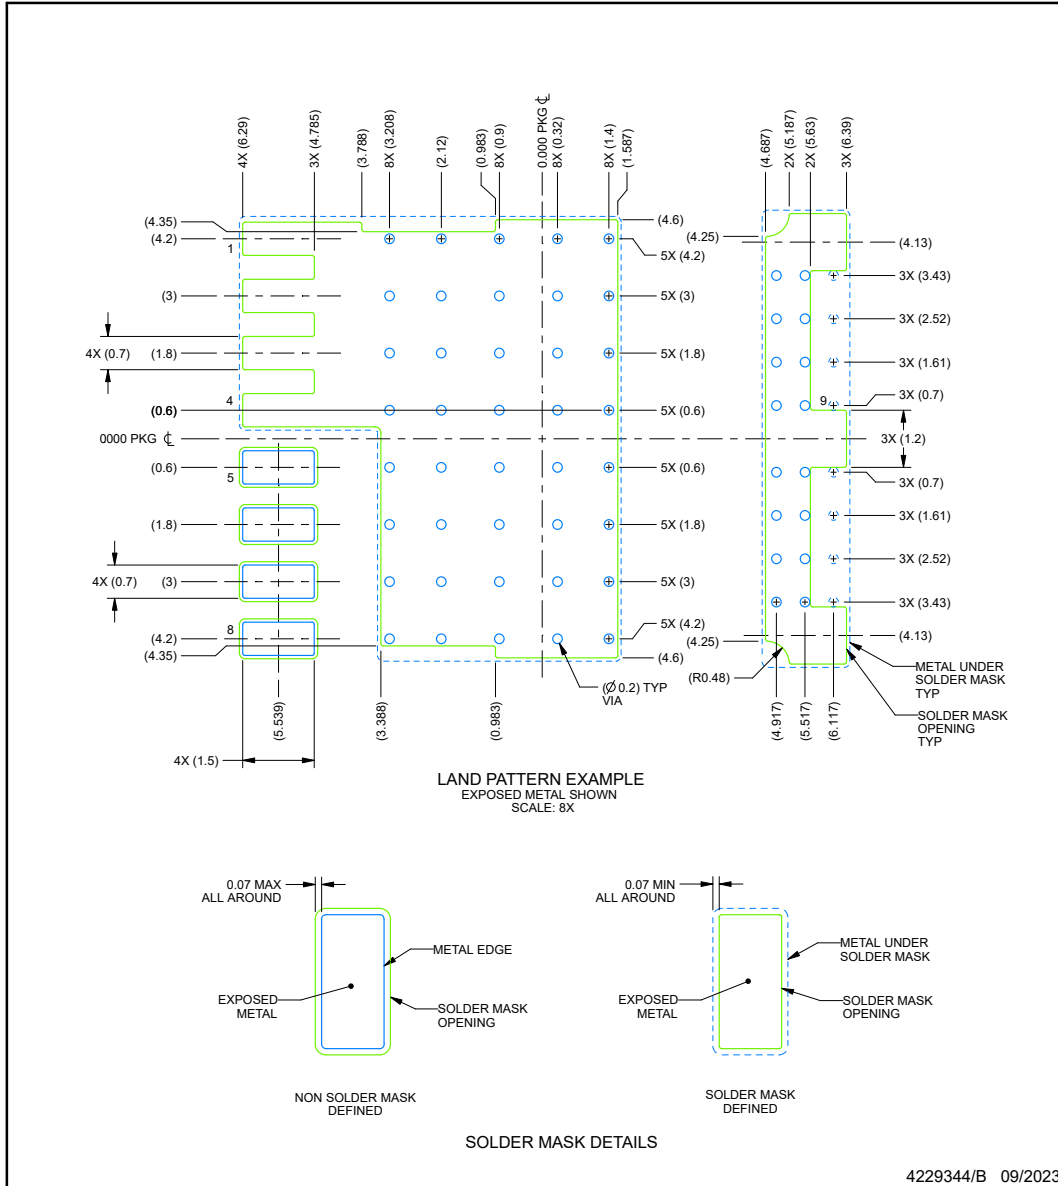 4X (6.29)
3X (4.785)
(3.788)
8X (3.208)
(2.12)
(0.983)
8X (0.9)
0.000 PKG ℄
8X (0.32)
8X (1.4)
(1.587)
(4.687)
2X (5.187)
2X (5.63)
3X (6.39)
(4.35)
(4.2)
1
(3)
4X (0.7)
(1.8)
(0.6)
4
0000 PKG ℄
(0.6)
5
(1.8)
4X (0.7)
(3)
(4.2)
8
(4.35)
(4.6)
5X (4.2)
5X (3)
5X (1.8)
5X (0.6)
5X (0.6)
5X (1.8)
5X (3)
5X (4.2)
(4.6)
(4.25)
(4.13)
3X (3.43)
3X (2.52)
3X (1.61)
3X (0.7)
9
3X (1.2)
3X (0.7)
3X (1.61)
3X (2.52)
3X (3.43)
(4.13)
(4.25)
(R0.48)
METAL UNDER
SOLDER MASK
TYP
SOLDER MASK
OPENING
TYP
(Ø 0.2) TYP
VIA
(5.539)
(3.388)
(0.983)
(4.917)
(5.517)
(6.117)
4X (1.5)
LAND PATTERN EXAMPLE
EXPOSED METAL SHOWN
SCALE: 8X
0.07 MAX
ALL AROUND
METAL EDGE
EXPOSED
METAL
SOLDER MASK
OPENING
NON SOLDER MASK
DEFINED
0.07 MIN
ALL AROUND
METAL UNDER
SOLDER MASK
EXPOSED
METAL
SOLDER MASK
OPENING
SOLDER MASK
DEFINED
SOLDER MASK DETAILS
4229344/B 09/2023